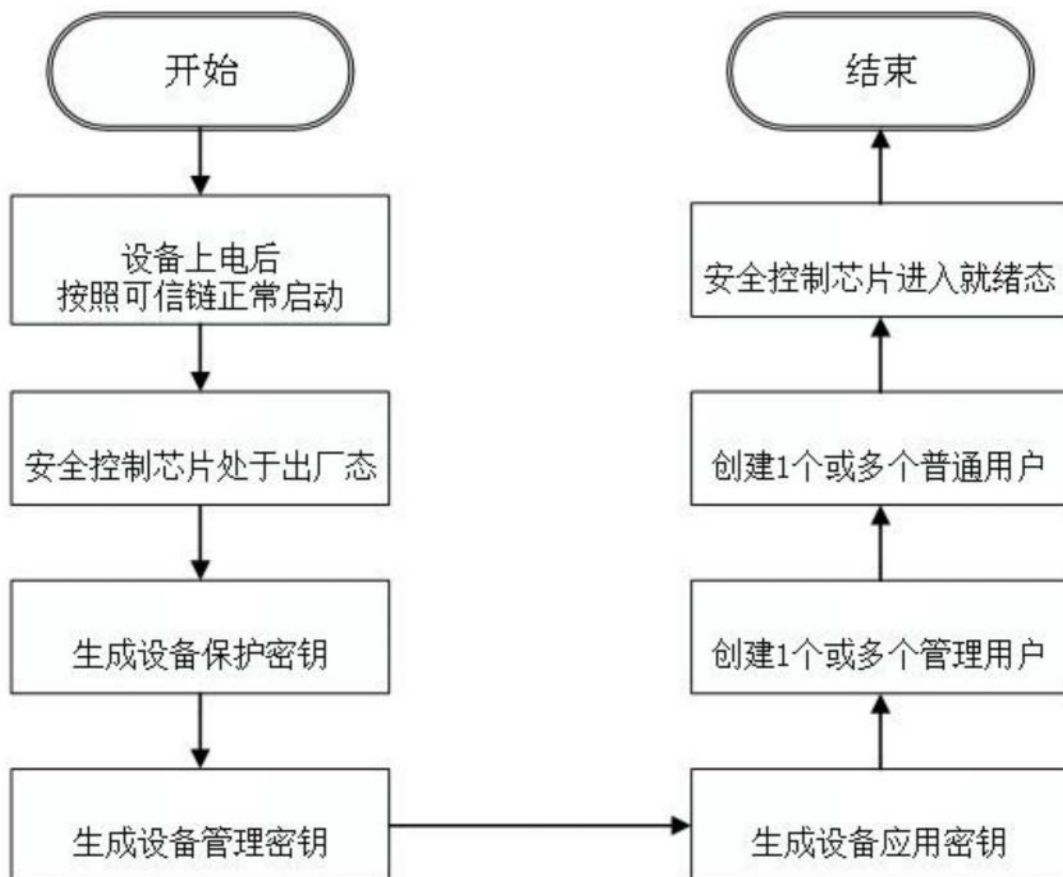 开始
设备上电后
按照可信链正常启动
安全控制芯片处于出厂态
生成设备保护密钥
生成设备管理密钥
生成设备应用密钥
创建1个或多个管理用户
创建1个或多个普通用户
安全控制芯片进入就绪态
结束